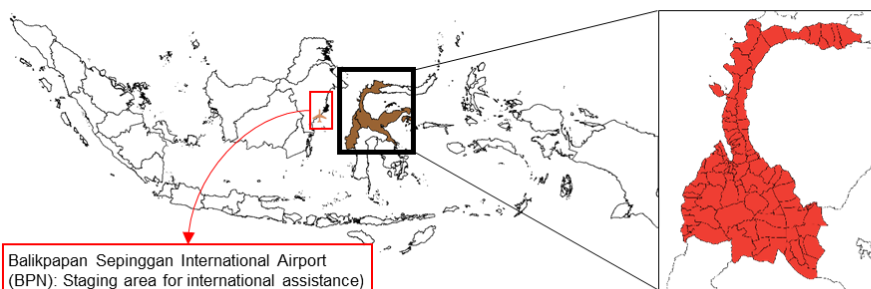 Balikpapan Sepinggan International Airport
(BPN): Staging area for international assistance)